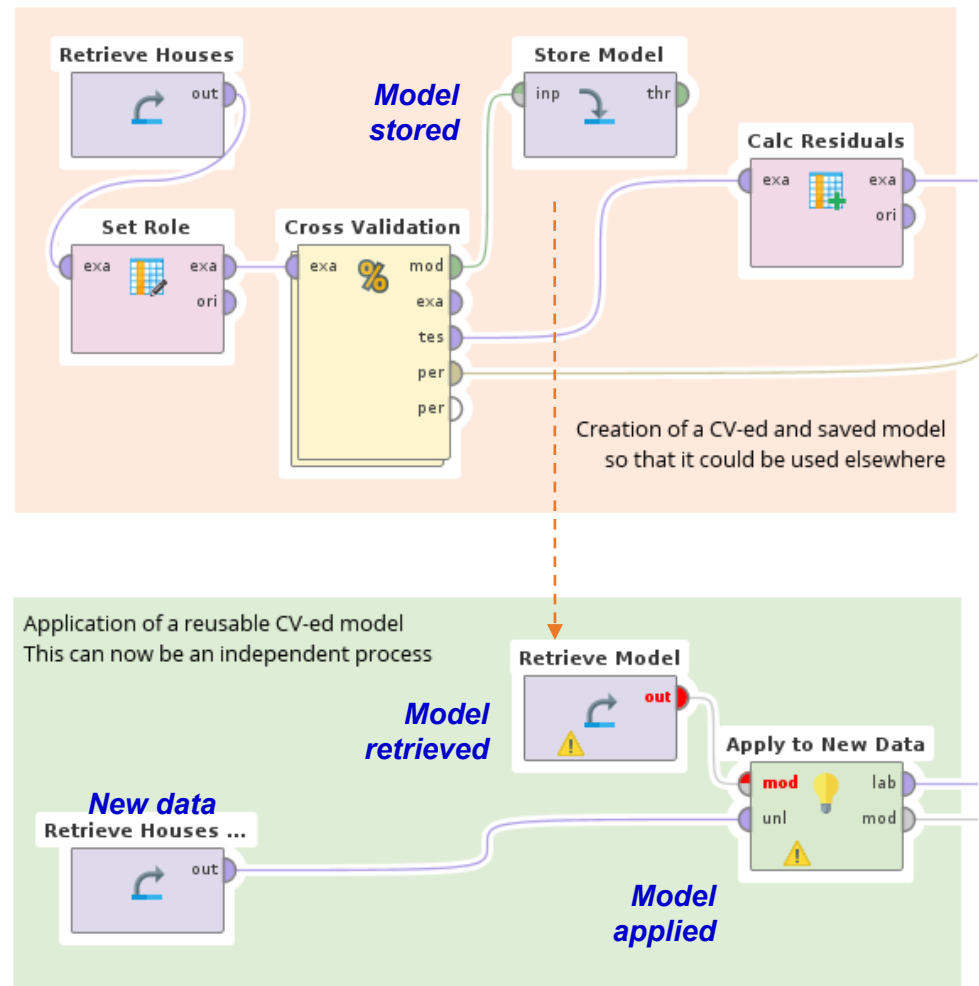 Retrieve Houses
out
Model
stored
Store Model
inp thr
Calc Residuals
exa exa
ori
Set Role
exa exa
ori
Cross Validation
exa % mod
exa
tes
per
per
Creation of a CV-ed and saved model
so that it could be used elsewhere
Application of a reusable CV-ed model
This can now be an independent process
Retrieve Model
out
Model
retrieved
Apply to New Data
mod lab
unl mod
New data
Retrieve Houses ...
out
Model
applied